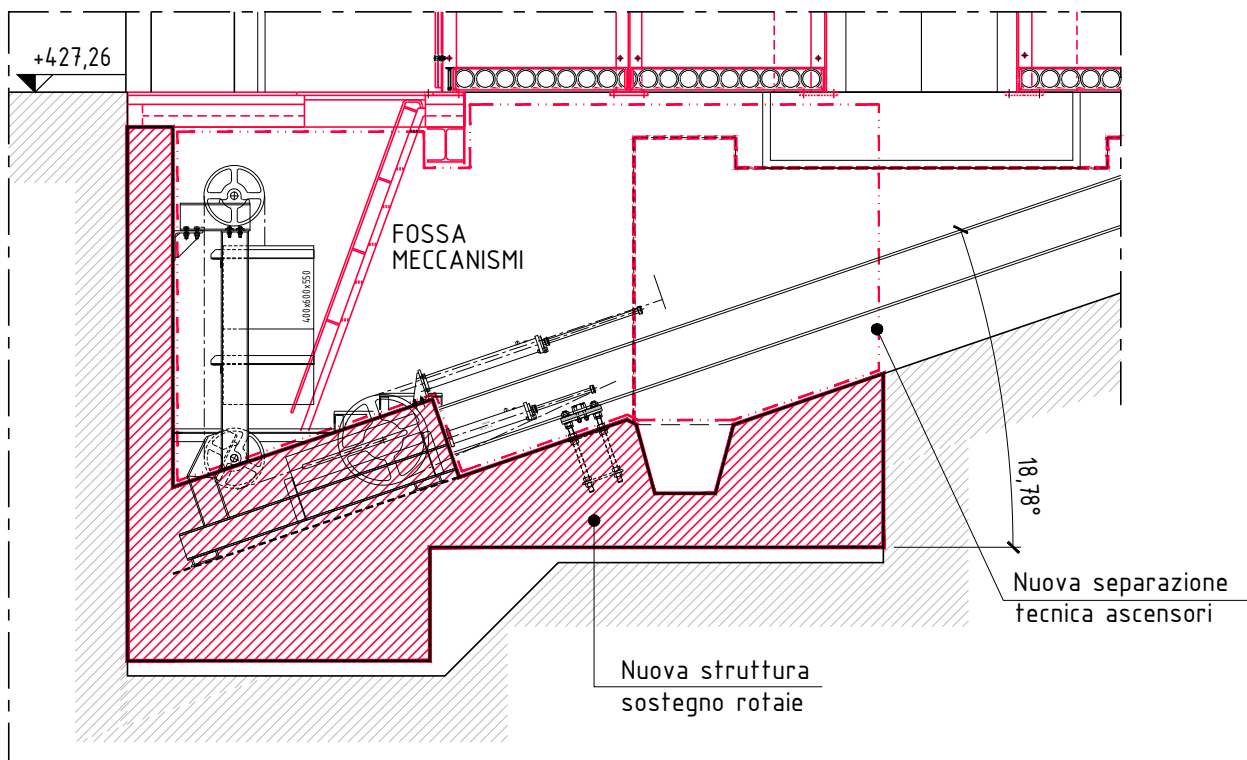 +427,26
FOSSA
MECCANISMI
400x600x550
18,78°
Nuova separazione
tecnica ascensori
Nuova struttura
sostegno rotaie